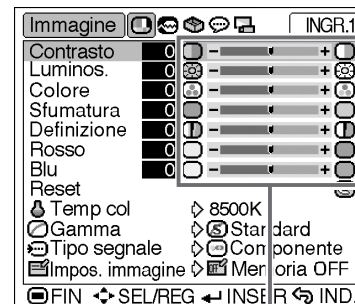 Immagine INGR.1
Contrasto 0 - +
Luminos. 0 - +
Colore 0 - +
Sfumatura 0 - +
Definizione 0 - +
Rosso 0 - +
Blu 0 - +
Reset
Temp col 8500K
Gamma Standard
Tipo segnale Componente
Impos. immagine Memoria OFF
FIN SEL/REG INSER IND.